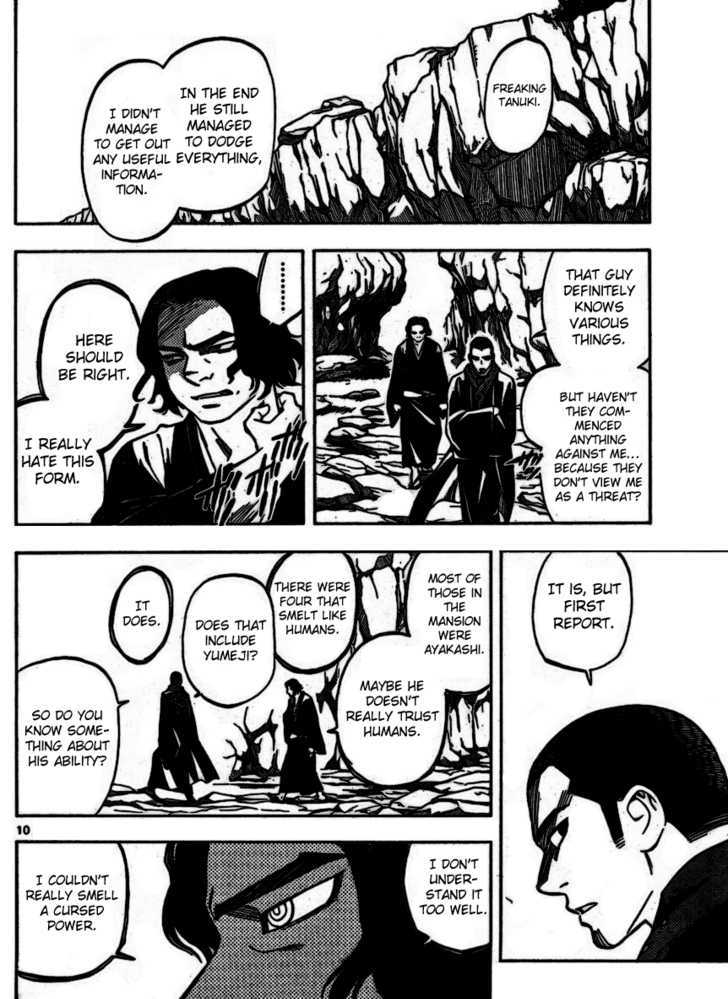 FREAKING
TANUKI.
IN THE END
HE STILL
MANAGED
TO DODGE
EVERYTHING,
I DIDN'T
MANAGE
TO GET OUT
ANY USEFUL
INFORMA-
TION.
THAT GUY
DEFINITELY
KNOWS
VARIOUS
THINGS.
BUT HAVEN'T
THEY COM-
MENCED
ANYTHING
AGAINST ME...
BECAUSE THEY
DON'T VIEW ME
AS A THREAT?
.........
HERE
SHOULD
BE RIGHT.
I REALLY
HATE THIS
FORM.
IT IS, BUT
FIRST
REPORT.
MOST OF
THOSE IN
THE
MANSION
WERE
AYAKASHI.
THERE WERE
FOUR THAT
SMELT LIKE
HUMANS.
MAYBE HE
DOESN'T
REALLY TRUST
HUMANS.
DOES THAT
INCLUDE
YUMEJI?
IT
DOES.
SO DO YOU
KNOW SOME-
THING ABOUT
HIS ABILITY?
10
I DON'T
UNDER-
STAND IT
TOO WELL.
I COULDN'T
REALLY SMELL
A CURSED
POWER.